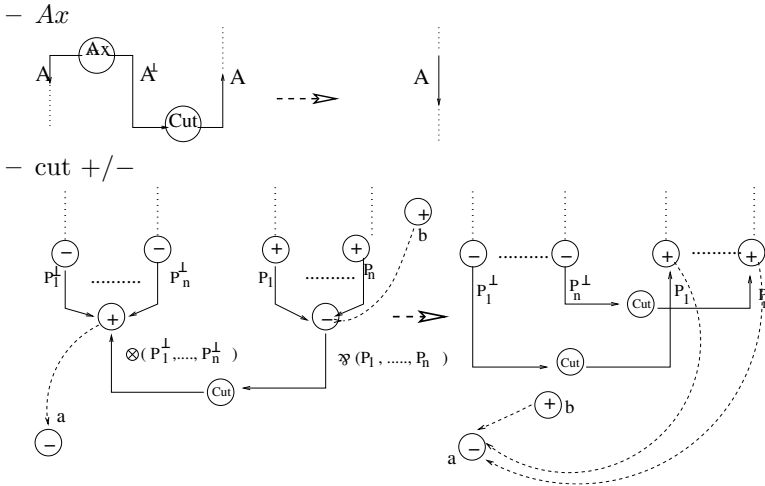 – Ax
Ax
A A⊥ A A
Cut
– cut +/−
+
b
− − + + − − + +
P1⊥ Pn⊥ P1 Pn
P1⊥ Pn⊥ P1
Cut
+ −
⊗( P1⊥ ,...., Pn⊥ ) ⅋ (P1 , ....., Pn )
Cut
Cut
a
+ b
−
a −